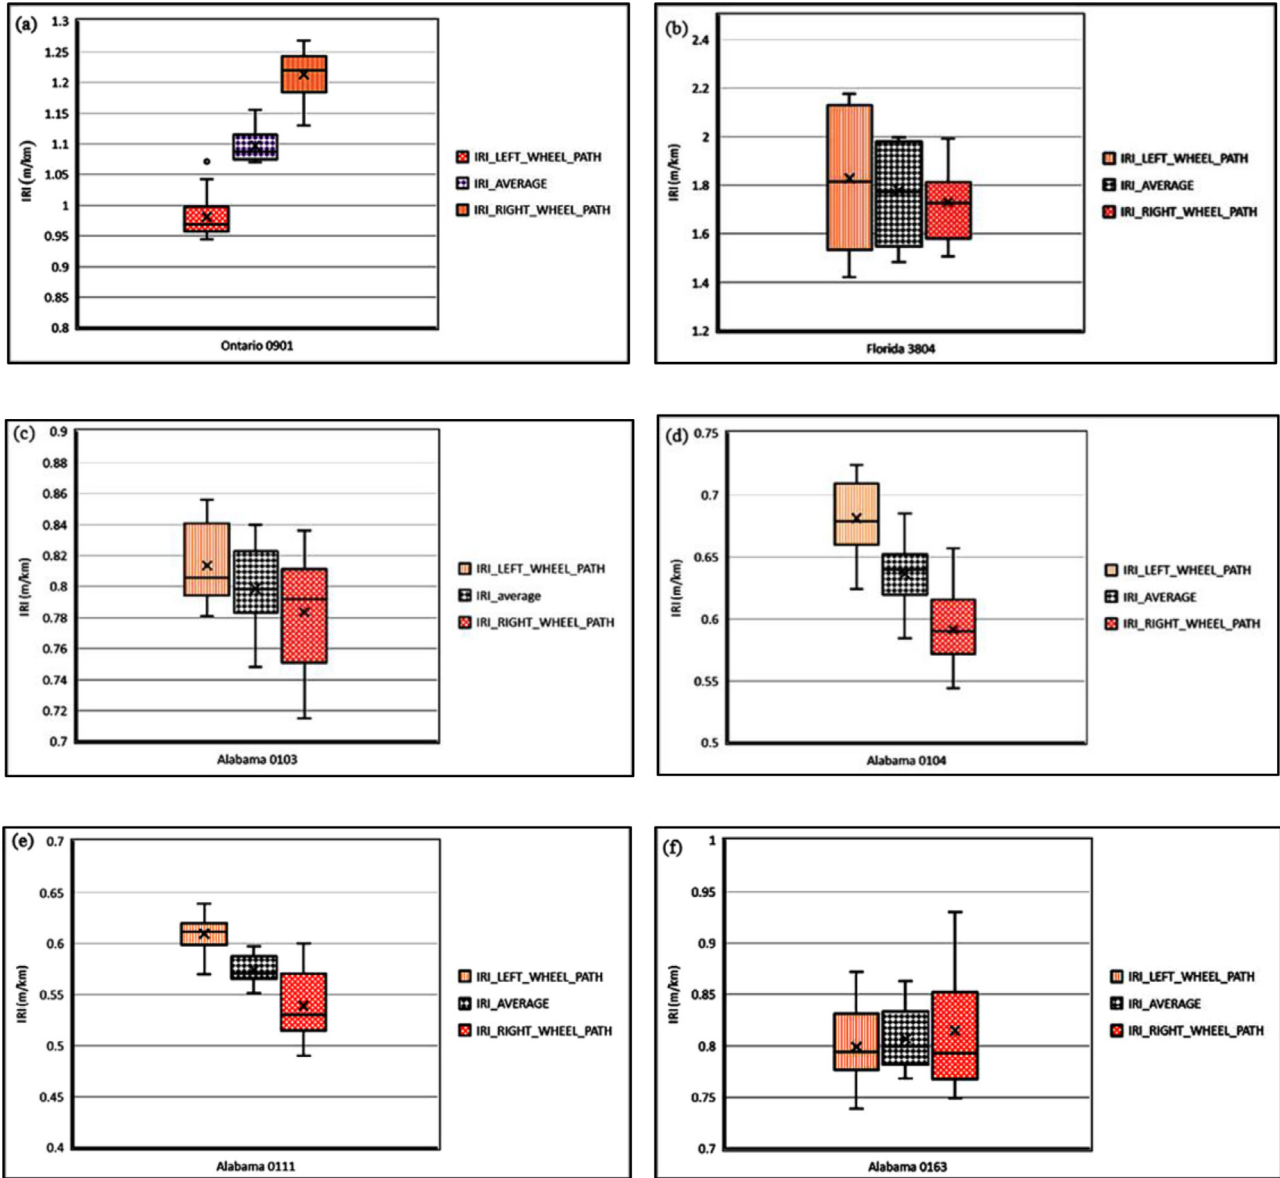 (a)
1.3
1.25
1.2
1.15
1.1
1.05
1
0.95
0.9
0.85
0.8
IRI (m/km)
Ontario 0901
IRI_LEFT_WHEEL_PATH
IRI_AVERAGE
IRI_RIGHT_WHEEL_PATH
(b)
2.4
2.2
2
1.8
1.6
1.4
1.2
IRI (m/km)
Florida 3804
IRI_LEFT_WHEEL_PATH
IRI_AVERAGE
IRI_RIGHT_WHEEL_PATH
(c)
0.9
0.88
0.86
0.84
0.82
0.8
0.78
0.76
0.74
0.72
0.7
IRI (m/km)
Alabama 0103
IRI_LEFT_WHEEL_PATH
IRI_average
IRI_RIGHT_WHEEL_PATH
(d)
0.75
0.7
0.65
0.6
0.55
0.5
IRI (m/km)
Alabama 0104
IRI_LEFT_WHEEL_PATH
IRI_AVERAGE
IRI_RIGHT_WHEEL_PATH
(e)
0.7
0.65
0.6
0.55
0.5
0.45
0.4
IRI(m/km)
Alabama 0111
IRI_LEFT_WHEEL_PATH
IRI_AVERAGE
IRI_RIGHT_WHEEL_PATH
(f)
1
0.95
0.9
0.85
0.8
0.75
0.7
IRI(m/km)
Alabama 0163
IRI_LEFT_WHEEL_PATH
IRI_AVERAGE
IRI_RIGHT_WHEEL_PATH